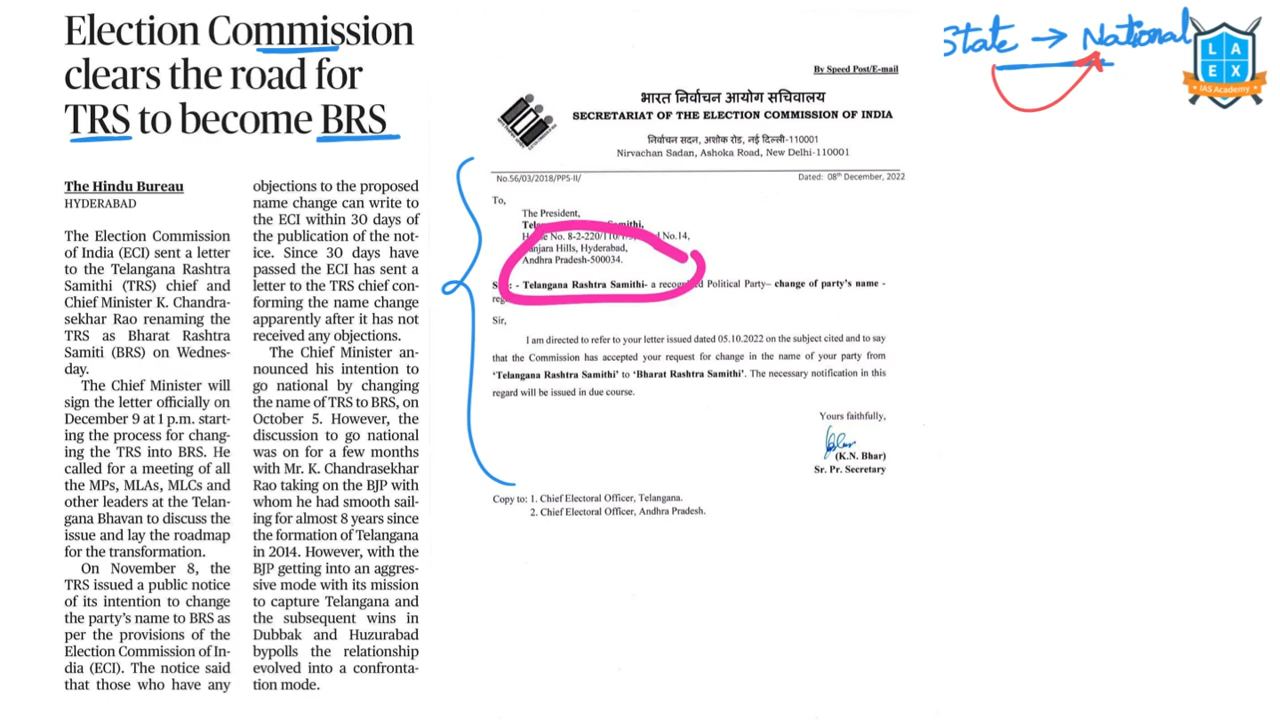 Election Commission
clears the road for
TRS to become BRS
The Hindu Bureau
HYDERABAD
The Election Commission
of India (ECI) sent a letter
to the Telangana Rashtra
Samithi (TRS) chief and
Chief Minister K. Chandra-
sekhar Rao renaming the
TRS as Bharat Rashtra
Samiti (BRS) on Wednes-
day.
The Chief Minister will
sign the letter officially on
December 9 at 1 p.m. start-
ing the process for chang-
ing the TRS into BRS. He
called for a meeting of all
the MPs, MLAs, MLCs and
other leaders at the Telan-
gana Bhavan to discuss the
issue and lay the roadmap
for the transformation.
On November 8, the
TRS issued a public notice
of its intention to change
the party's name to BRS as
per the provisions of the
Election Commission of In-
dia (ECI). The notice said
that those who have any
objections to the proposed
name change can write to
the ECI within 30 days of
the publication of the not-
ice. Since 30 days have
passed the ECI has sent a
letter to the TRS chief con-
forming the name change
apparently after it has not
received any objections.
The Chief Minister an-
nounced his intention to
go national by changing
the name of TRS to BRS, on
October 5. However, the
discussion to go national
was on for a few months
with Mr. K. Chandrasekhar
Rao taking on the BJP with
whom he had smooth sail-
ing for almost 8 years since
the formation of Telangana
in 2014. However, with the
BJP getting into an aggres-
sive mode with its mission
to capture Telangana and
the subsequent wins in
Dubbak and Huzurabad
bypolls the relationship
evolved into a confronta-
tion mode.
By Speed Post/E-mail
भारत निर्वाचन आयोग सचिवालय
SECRETARIAT OF THE ELECTION COMMISSION OF INDIA
निर्वाचन सदन, अशोक रोड, नई दिल्ली-110001
Nirvachan Sadan, Ashoka Road, New Delhi-110001
No.56/03/2018/PPS-II/ Dated: 08th December, 2022
To,
The President,
No. 8-2-220/110 No.14,
Hills, Hyderabad,
Andhra Pradesh-500034.
- Telangana Rashtra Samithi- a Political Party– change of party's name -
Sir,
I am directed to refer to your letter issued dated 05.10.2022 on the subject cited and to say
that the Commission has accepted your request for change in the name of your party from
'Telangana Rashtra Samithi' to 'Bharat Rashtra Samithi'. The necessary notification in this
regard will be issued in due course.
Yours faithfully,
(K.N. Bhar)
Sr. Pr. Secretary
Copy to: 1. Chief Electoral Officer, Telangana.
2. Chief Electoral Officer, Andhra Pradesh.
State → National
LA
EX
IAS Academy